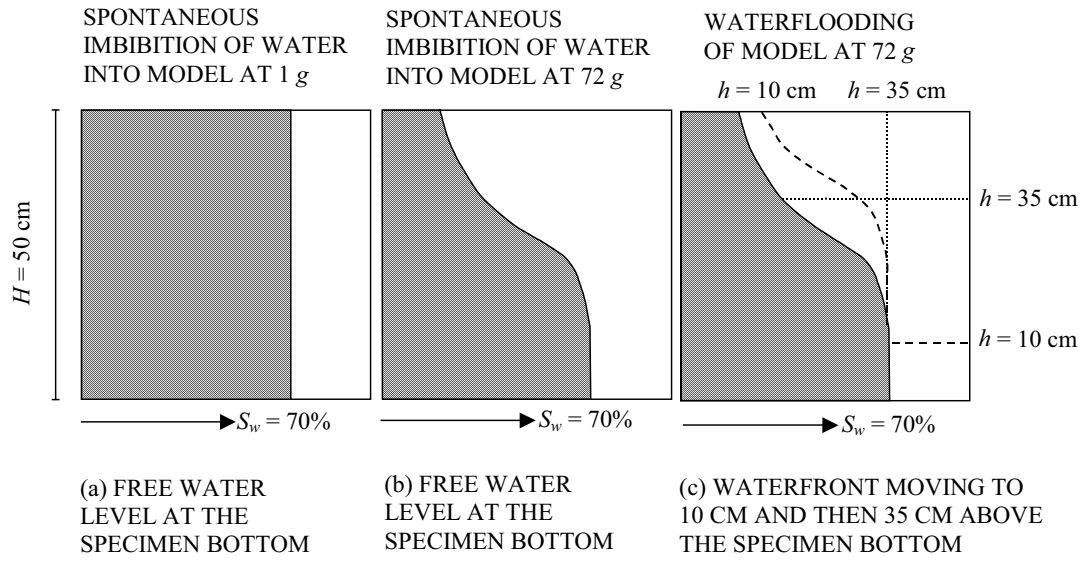 SPONTANEOUS
IMBIBITION OF WATER
INTO MODEL AT 1 g
SPONTANEOUS
IMBIBITION OF WATER
INTO MODEL AT 72 g
WATERFLOODING
OF MODEL AT 72 g
h = 10 cm
h = 35 cm
H = 50 cm
h = 35 cm
h = 10 cm
Sw = 70%
Sw = 70%
Sw = 70%
(a) FREE WATER
LEVEL AT THE
SPECIMEN BOTTOM
(b) FREE WATER
LEVEL AT THE
SPECIMEN BOTTOM
(c) WATERFRONT MOVING TO
10 CM AND THEN 35 CM ABOVE
THE SPECIMEN BOTTOM